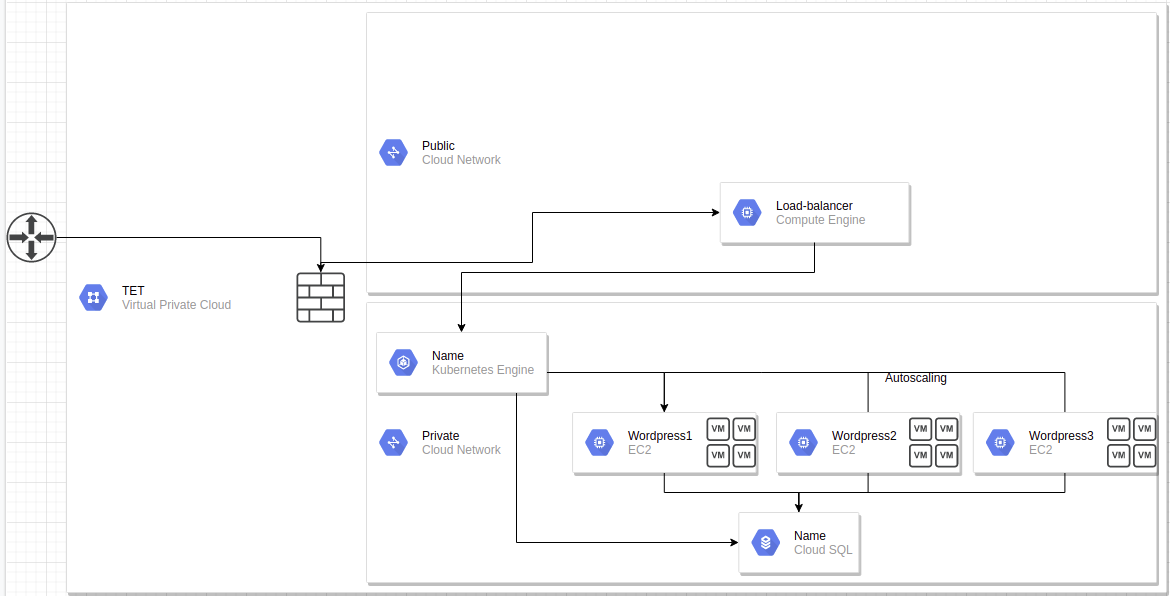 Public
Cloud Network
Load-balancer
Compute Engine
TET
Virtual Private Cloud
Name
Kubernetes Engine
Autoscaling
Private
Cloud Network
Wordpress1
EC2
VM VM
VM VM
Wordpress2
EC2
VM VM
VM VM
Wordpress3
EC2
VM VM
VM VM
Name
Cloud SQL